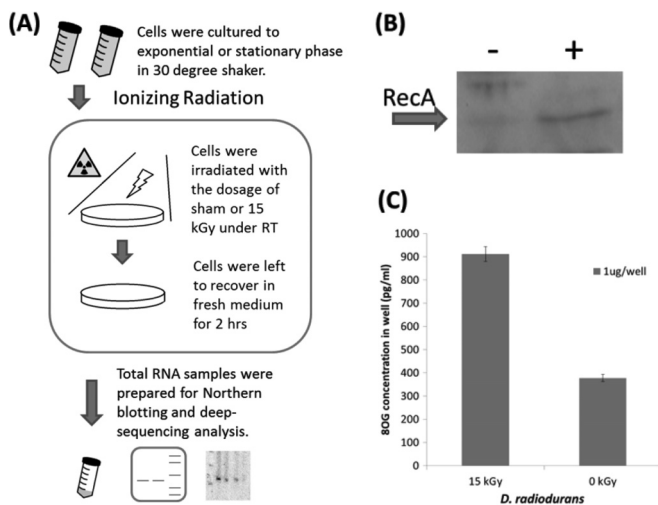 (A)
Cells were cultured to
exponential or stationary phase
in 30 degree shaker.
Ionizing Radiation
Cells were
irradiated with
the dosage of
sham or 15
kGy under RT
Cells were left
to recover in
fresh medium
for 2 hrs
Total RNA samples were
prepared for Northern
blotting and deep-
sequencing analysis.
(B)
- +
RecA
(C)
8OG concentration in well (pg/ml)
1000
900
800
700
600
500
400
300
200
100
0
1ug/well
15 kGy 0 kGy
D. radiodurans